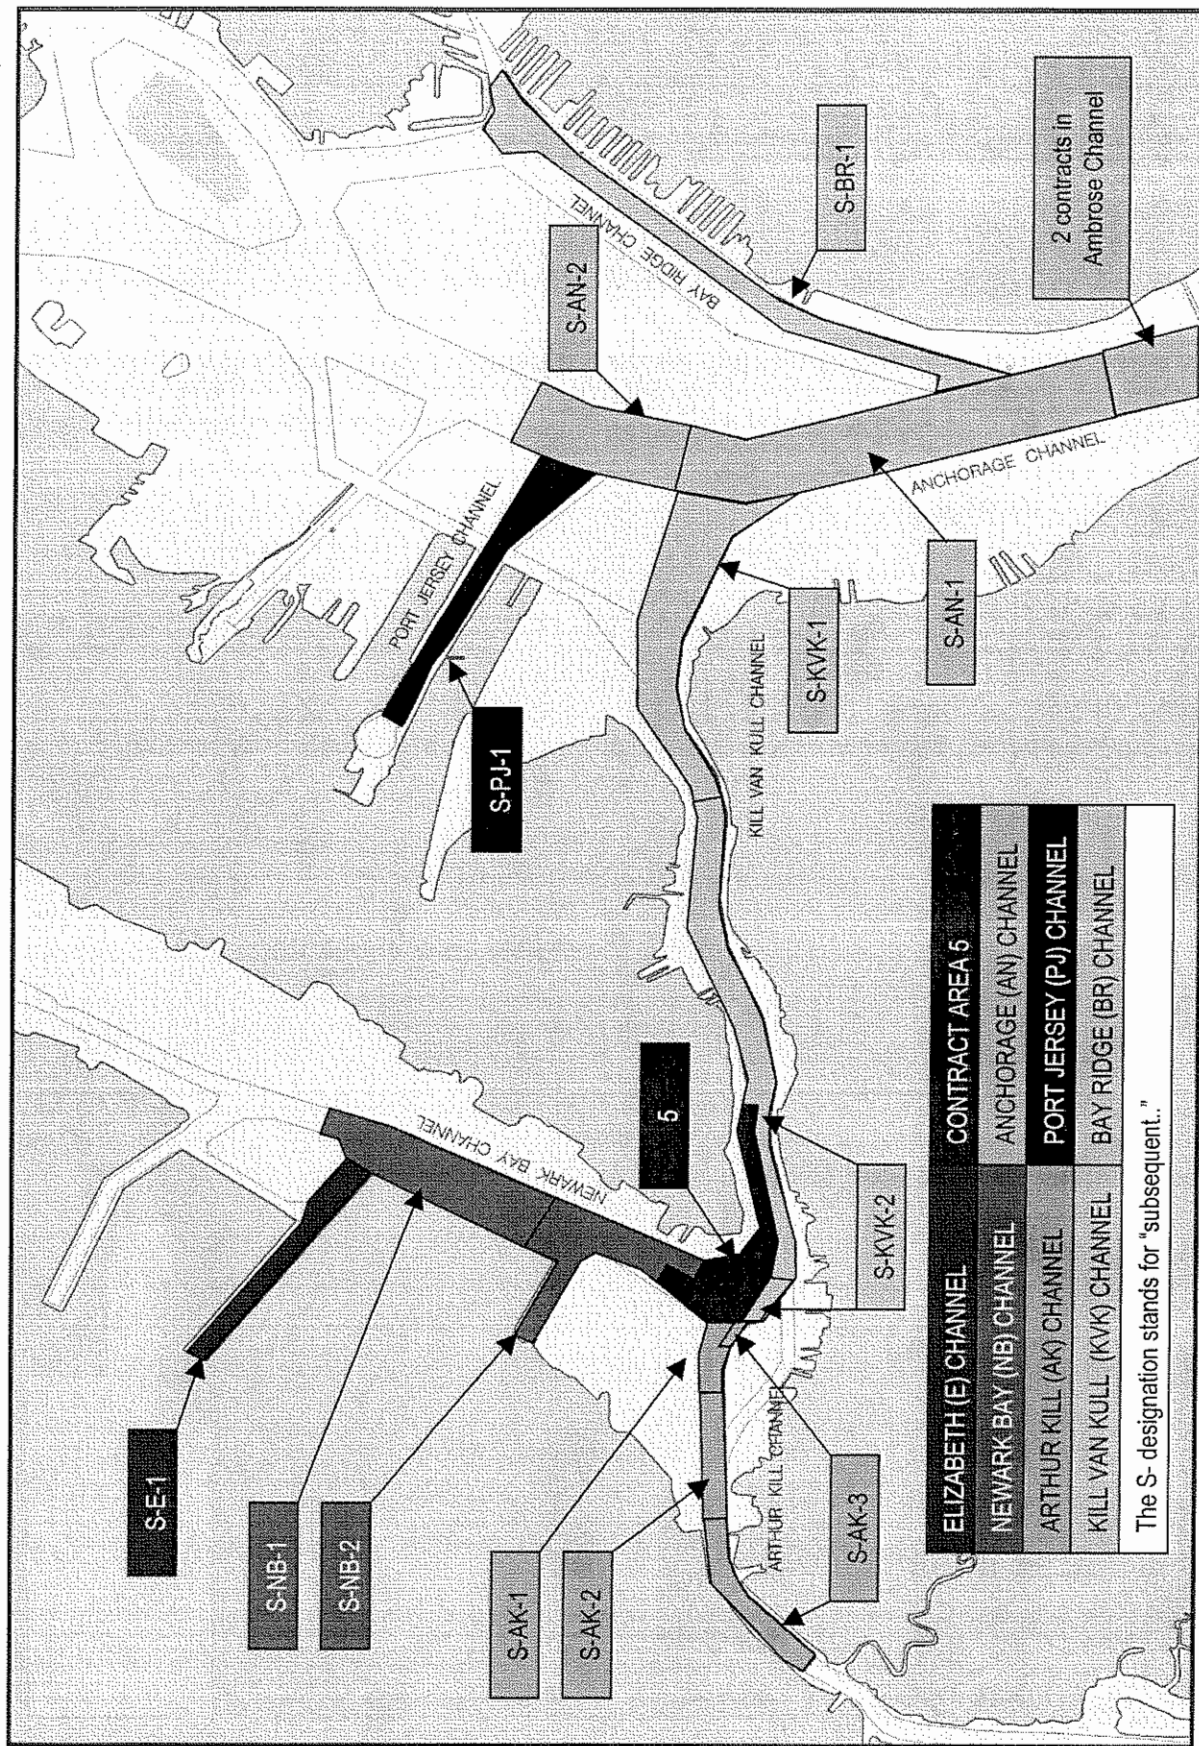 S-E-1
S-NB-1
S-NB-2
S-AK-1
S-AK-2
S-AK-3
5
S-KVK-2
S-PJ-1
S-KVK-1
S-AN-1
S-AN-2
S-BR-1
2 contracts in
Ambrose Channel
NEWARK BAY CHANNEL
ARTHUR KILL CHANNEL
KILL VAN KULL CHANNEL
PORT JERSEY CHANNEL
ANCHORAGE CHANNEL
BAY RIDGE CHANNEL
ELIZABETH (E) CHANNEL
CONTRACT AREA 5
NEWARK BAY (NB) CHANNEL
ANCHORAGE (AN) CHANNEL
ARTHUR KILL (AK) CHANNEL
PORT JERSEY (PJ) CHANNEL
KILL VAN KULL (KVK) CHANNEL
BAY RIDGE (BR) CHANNEL
The S- designation stands for "subsequent.."